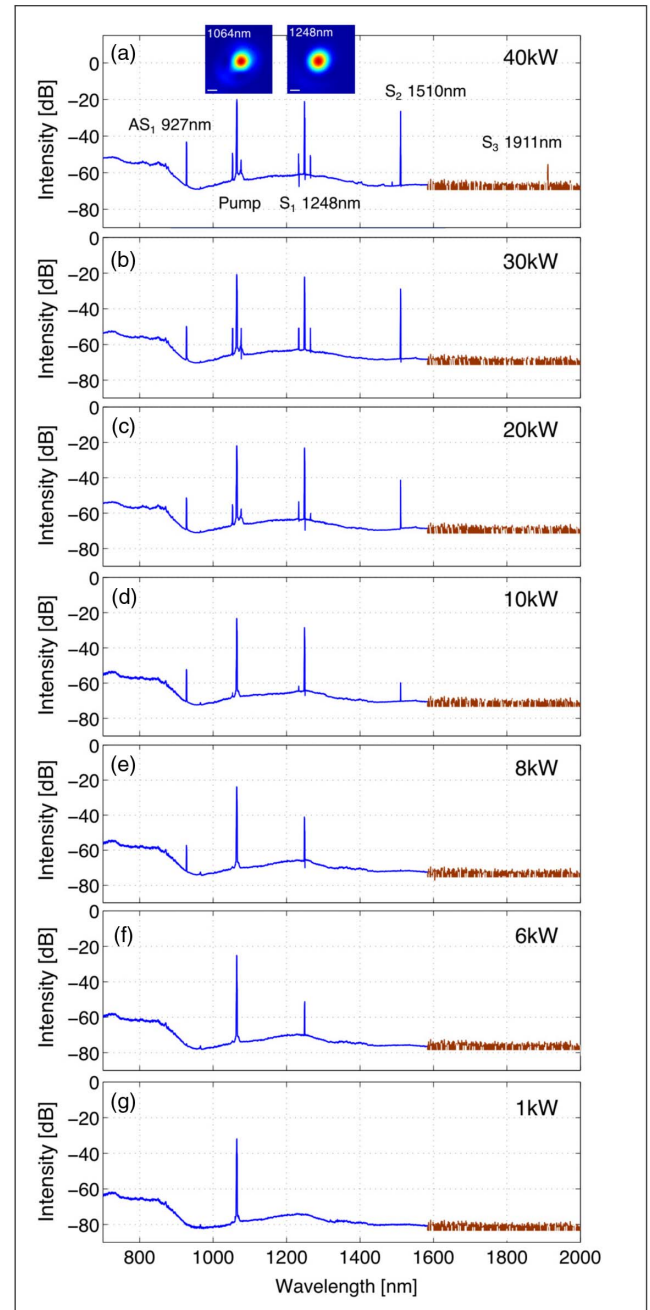 (a)
1064nm
1248nm
40kW
AS₁ 927nm
S₂ 1510nm
S₃ 1911nm
Pump
S₁ 1248nm
Intensity [dB]
0
−20
−40
−60
−80
(b)
30kW
Intensity [dB]
0
−20
−40
−60
−80
(c)
20kW
Intensity [dB]
0
−20
−40
−60
−80
(d)
10kW
Intensity [dB]
0
−20
−40
−60
−80
(e)
8kW
Intensity [dB]
0
−20
−40
−60
−80
(f)
6kW
Intensity [dB]
0
−20
−40
−60
−80
(g)
1kW
Intensity [dB]
0
−20
−40
−60
−80
800 1000 1200 1400 1600 1800 2000
Wavelength [nm]